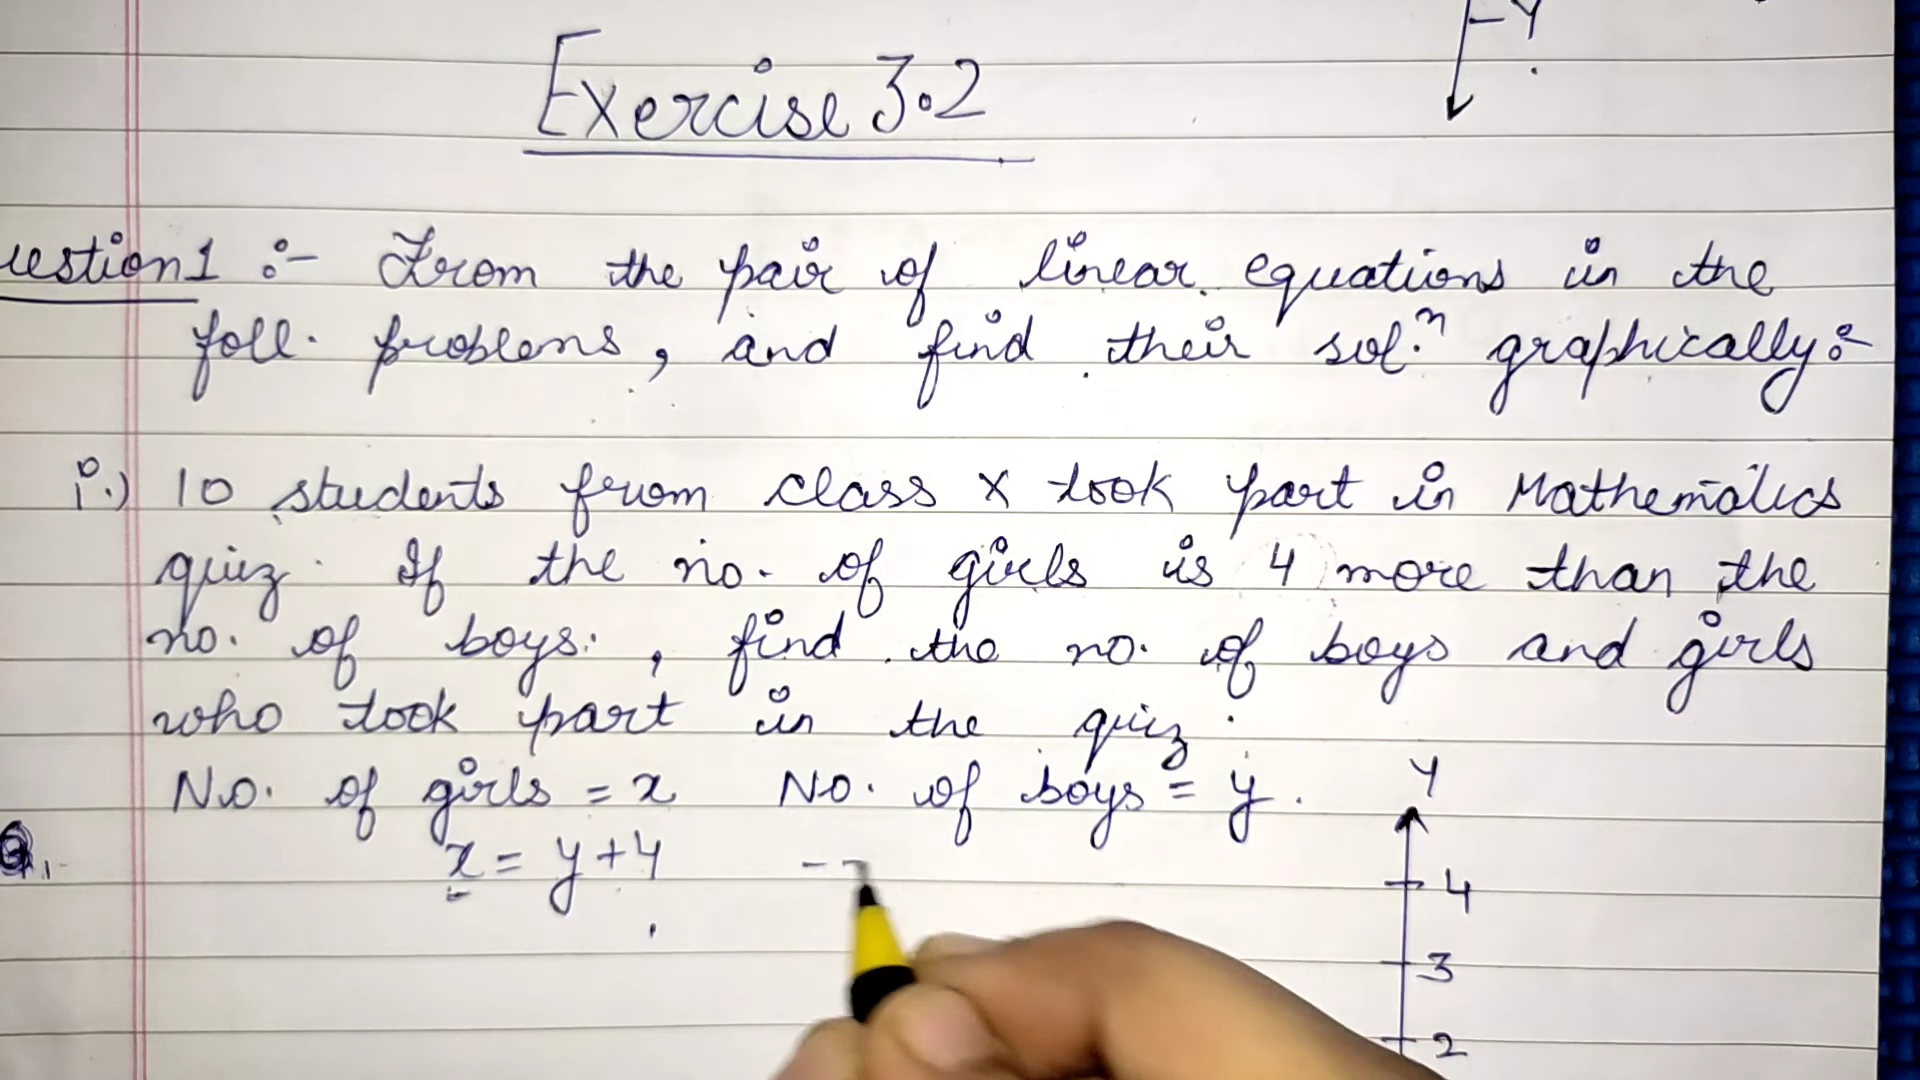 -Y
Exercise 3.2
uestion1 :- From the pair of linear equations in the
foll. problems, and find their solⁿ graphically:-
i.) 10 students from class X took part in Mathematics
quiz. If the no. of girls is 4 more than the
no. of boys, find the no. of boys and girls
who took part in the quiz.
No. of girls = x No. of boys = y.
x = y+4 --
Y
4
3
2